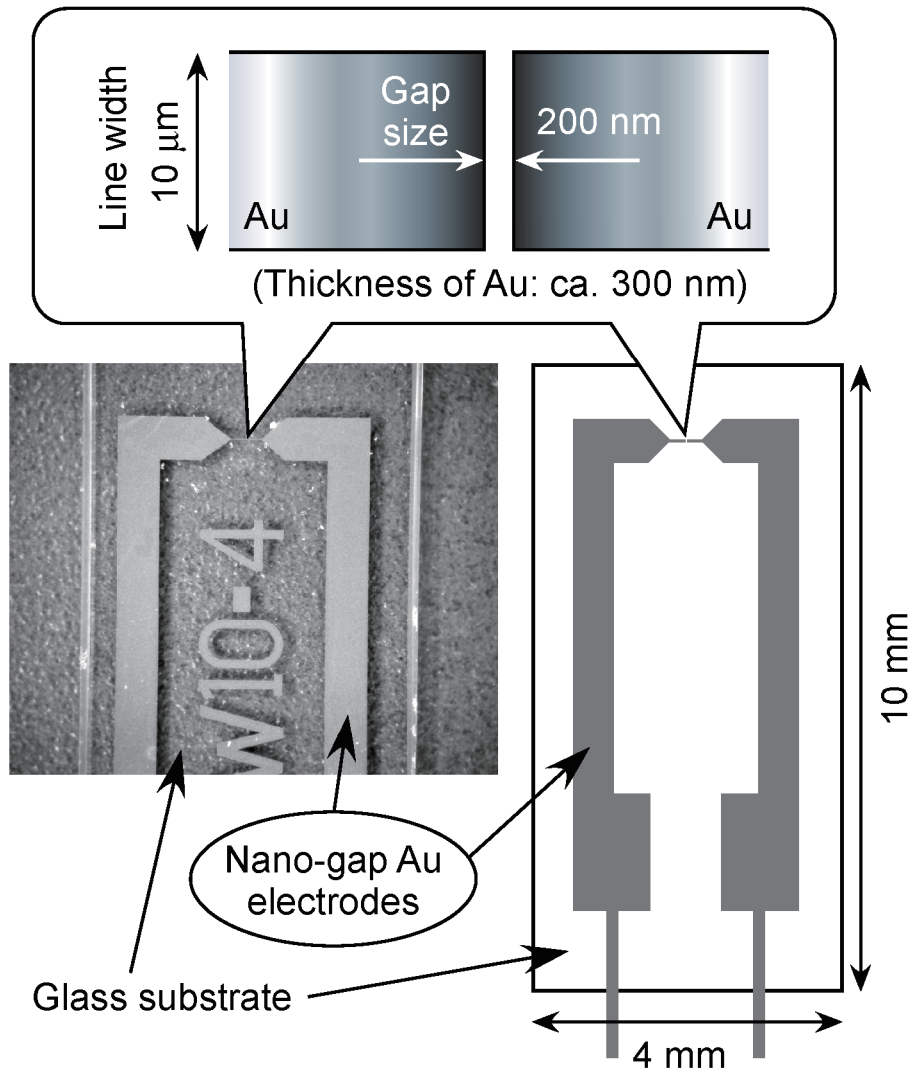 Line width
10 μm
Gap
size
200 nm
Au
Au
(Thickness of Au: ca. 300 nm)
W10-4
10 mm
Nano-gap Au
electrodes
Glass substrate
4 mm